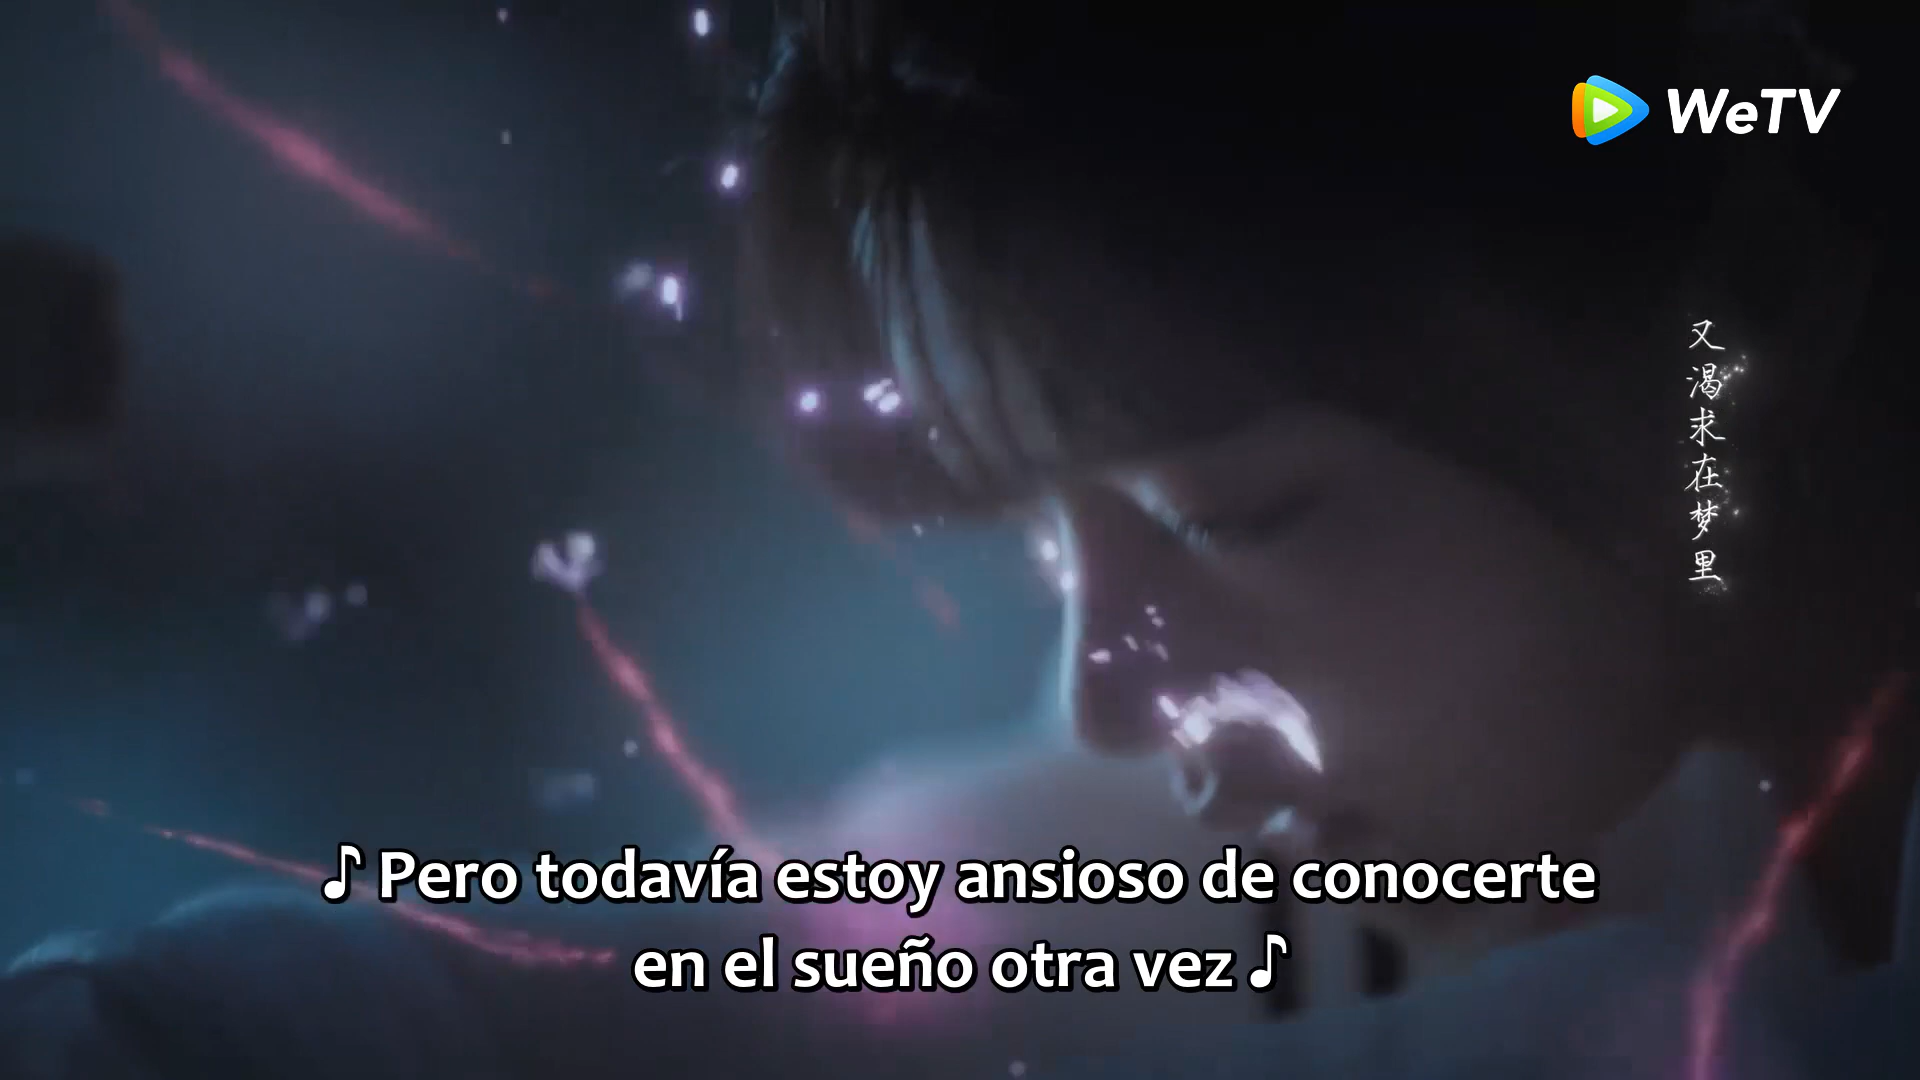 WeTV
又渴求在梦里
♪ Pero todavía estoy ansioso de conocerte
en el sueño otra vez ♪